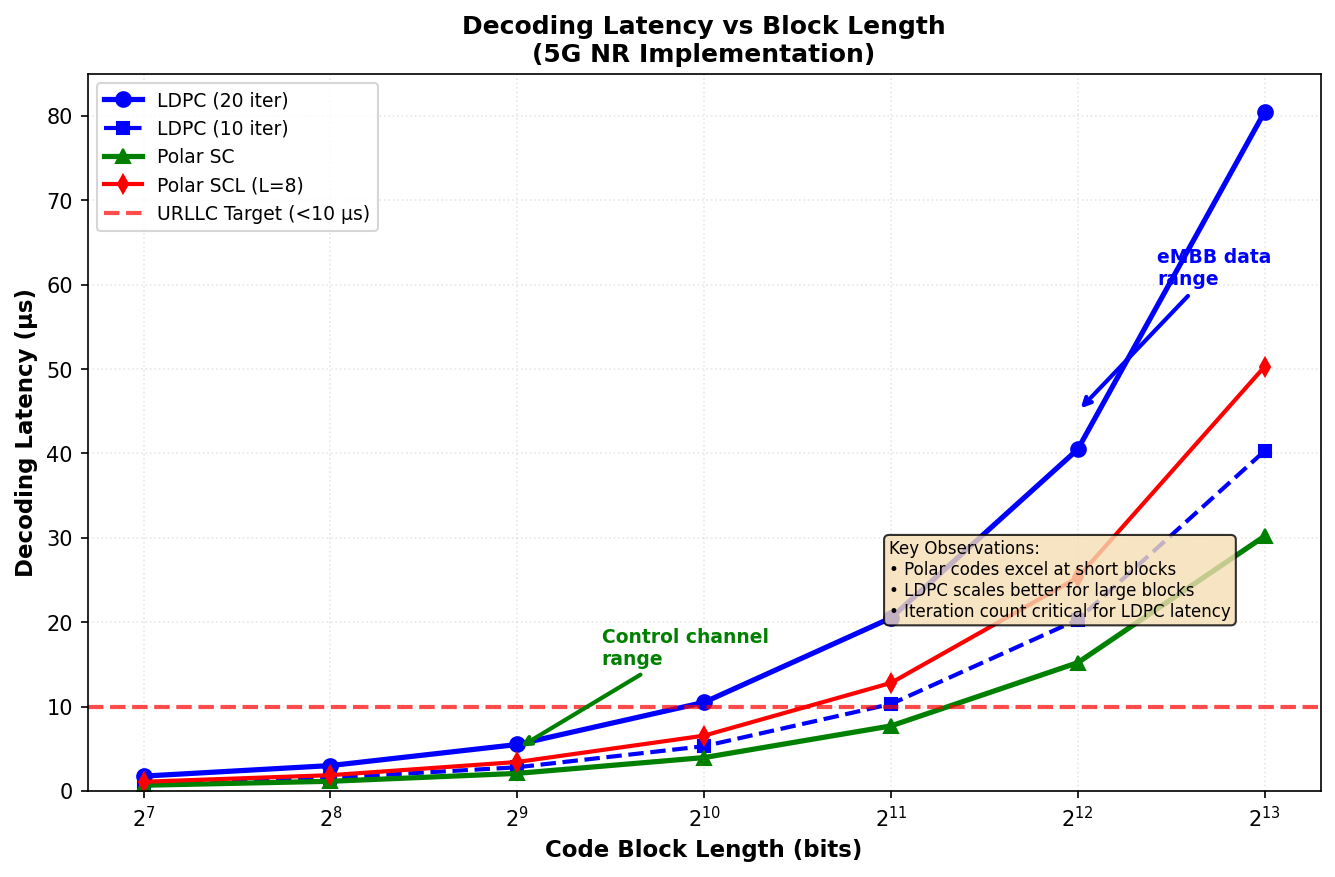 Decoding Latency vs Block Length
(5G NR Implementation)
LDPC (20 iter)
LDPC (10 iter)
Polar SC
Polar SCL (L=8)
URLLC Target (<10 µs)
Decoding Latency (µs)
80
70
60
50
40
30
20
10
0
eMBB data
range
Key Observations:
• Polar codes excel at short blocks
• LDPC scales better for large blocks
• Iteration count critical for LDPC latency
Control channel
range
2⁷ 2⁸ 2⁹ 2¹⁰ 2¹¹ 2¹² 2¹³
Code Block Length (bits)